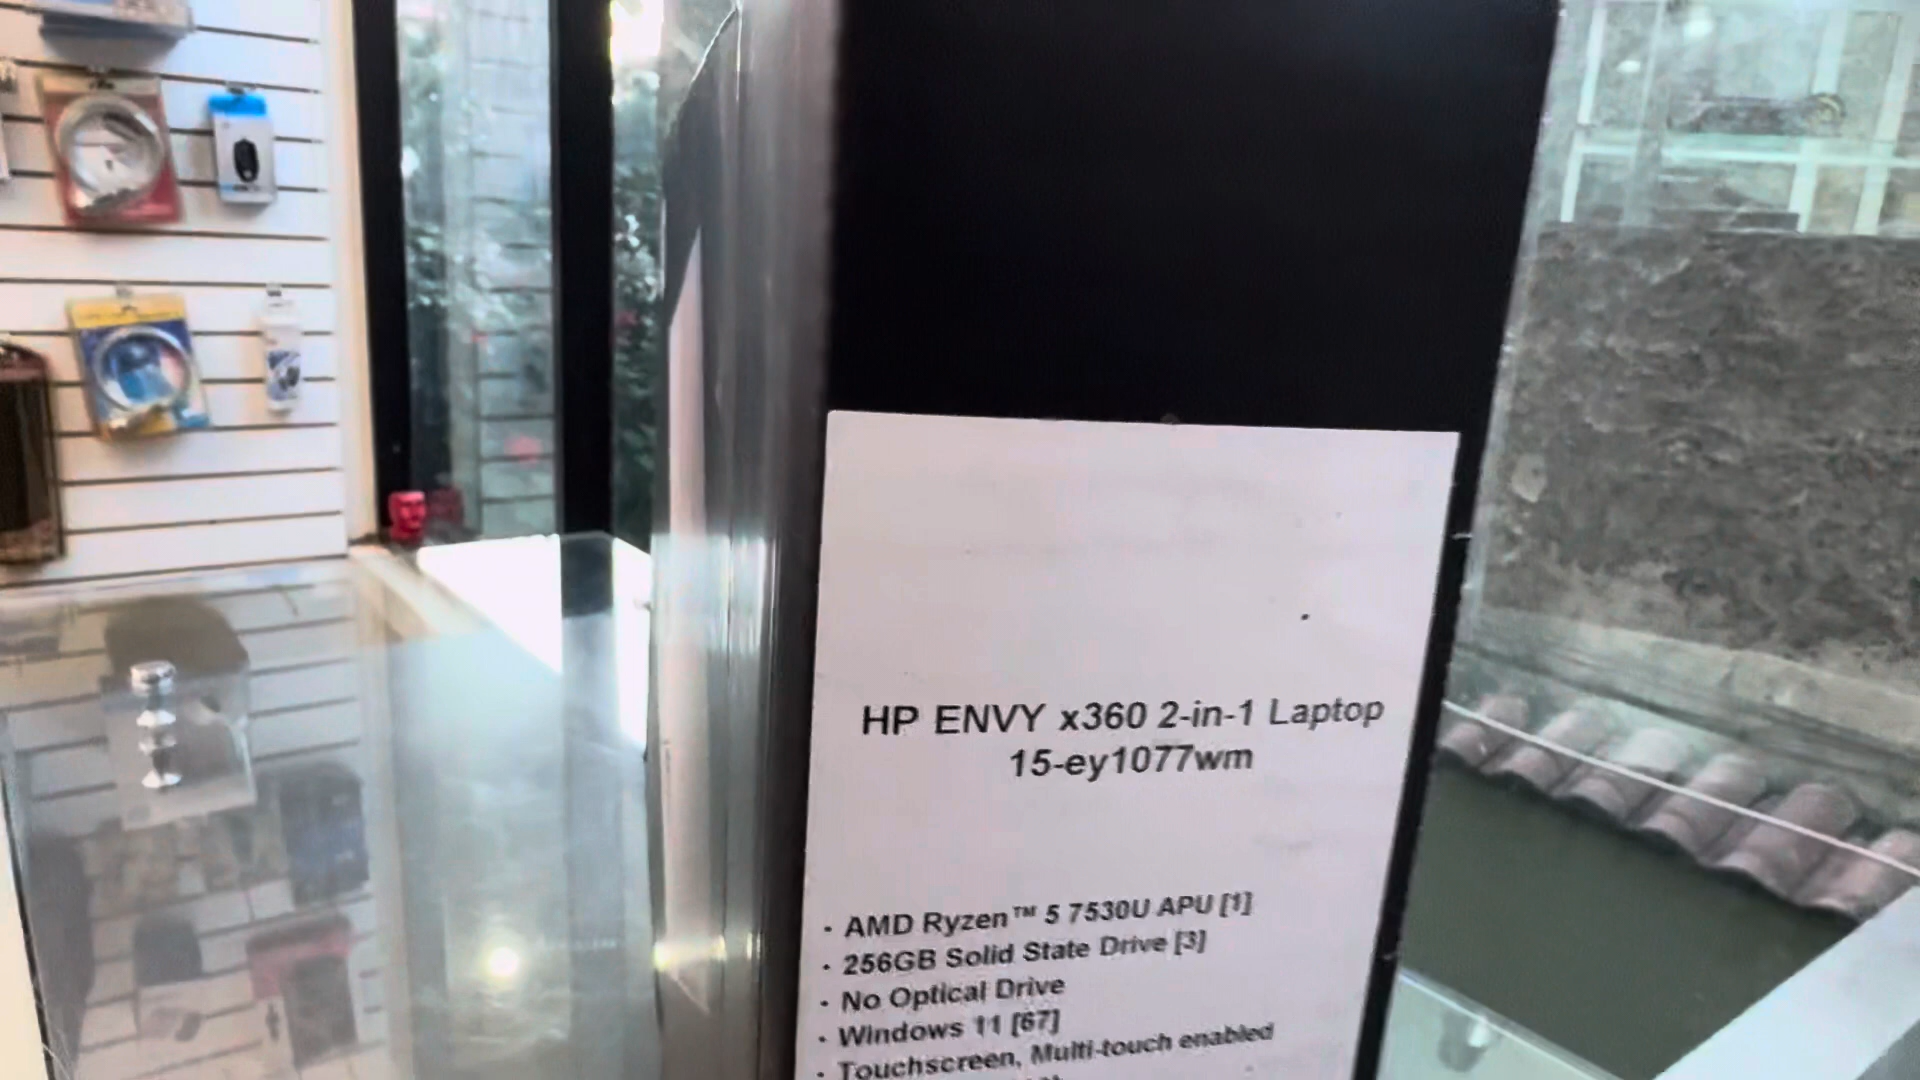 HP ENVY x360 2-in-1 Laptop
15-ey1077wm
· AMD Ryzen™ 5 7530U APU [1]
· 256GB Solid State Drive [3]
· No Optical Drive
· Windows 11 [67]
· Touchscreen, Multi-touch enabled